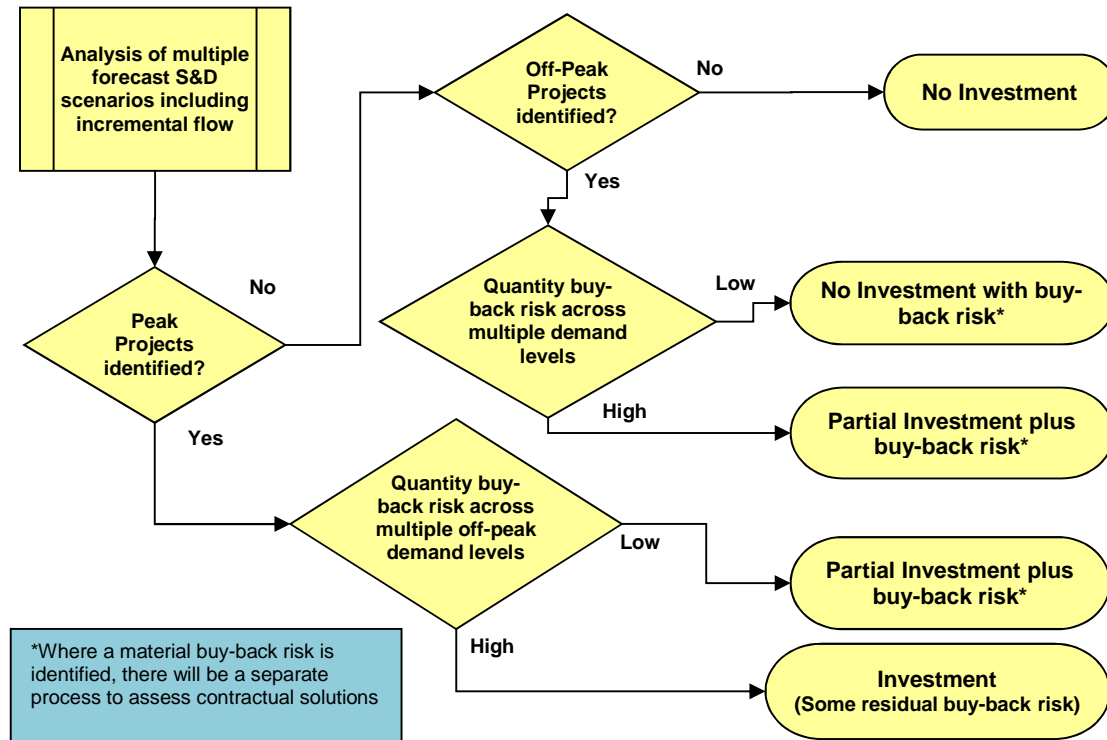 Analysis of multiple
forecast S&D
scenarios including
incremental flow
Off-Peak
Projects
identified?
No
No Investment
Yes
Peak
Projects
identified?
No
Quantity buy-
back risk across
multiple demand
levels
Low
No Investment with buy-
back risk*
High
Partial Investment plus
buy-back risk*
Yes
Quantity buy-
back risk across
multiple off-peak
demand levels
Low
Partial Investment plus
buy-back risk*
High
Investment
(Some residual buy-back risk)
*Where a material buy-back risk is
identified, there will be a separate
process to assess contractual solutions